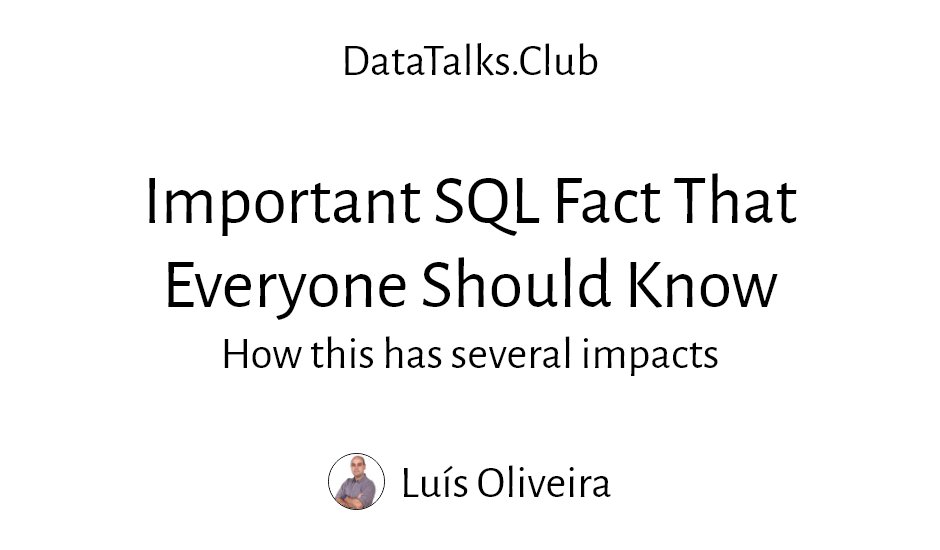 DataTalks.Club
Important SQL Fact That
Everyone Should Know
How this has several impacts
Luís Oliveira